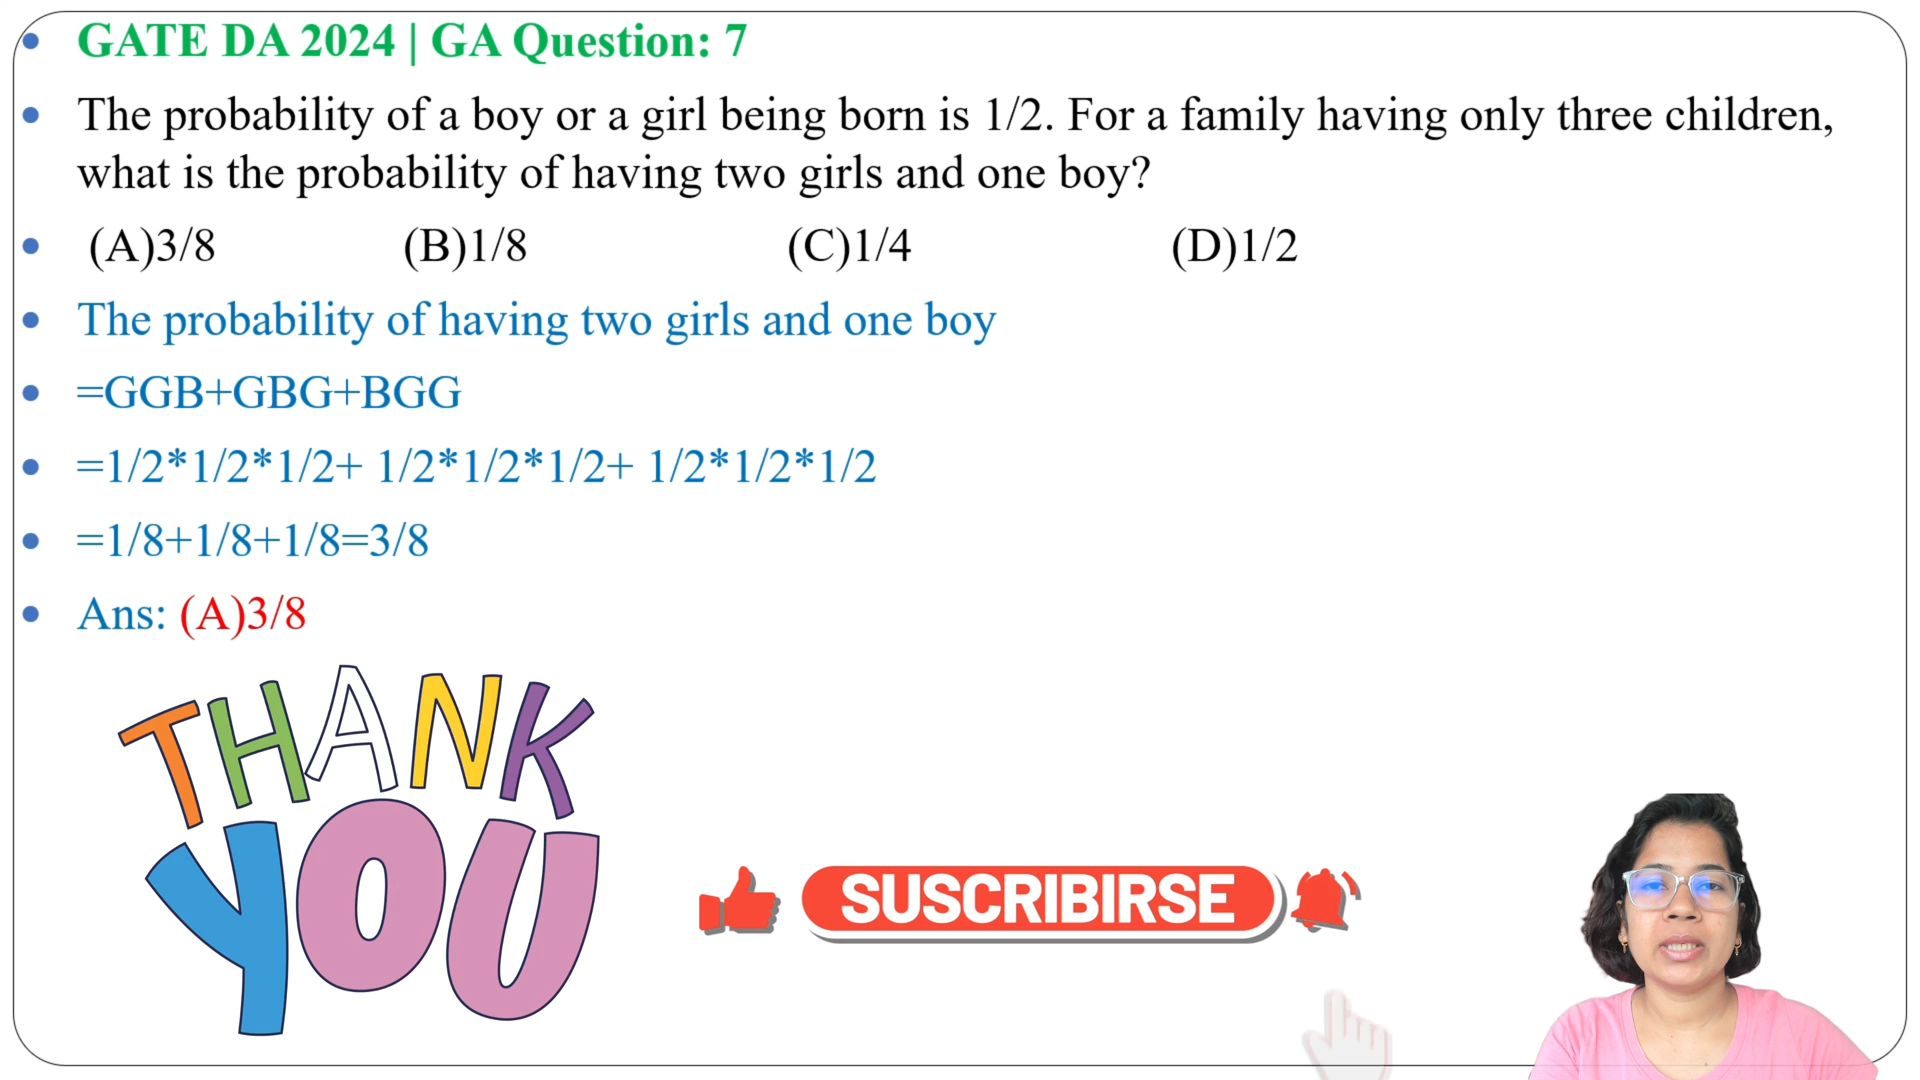 GATE DA 2024 | GA Question: 7
The probability of a boy or a girl being born is 1/2. For a family having only three children,
what is the probability of having two girls and one boy?
(A)3/8 (B)1/8 (C)1/4 (D)1/2
The probability of having two girls and one boy
=GGB+GBG+BGG
=1/2*1/2*1/2+ 1/2*1/2*1/2+ 1/2*1/2*1/2
=1/8+1/8+1/8=3/8
Ans: (A)3/8
THANK
YOU
SUSCRIBIRSE